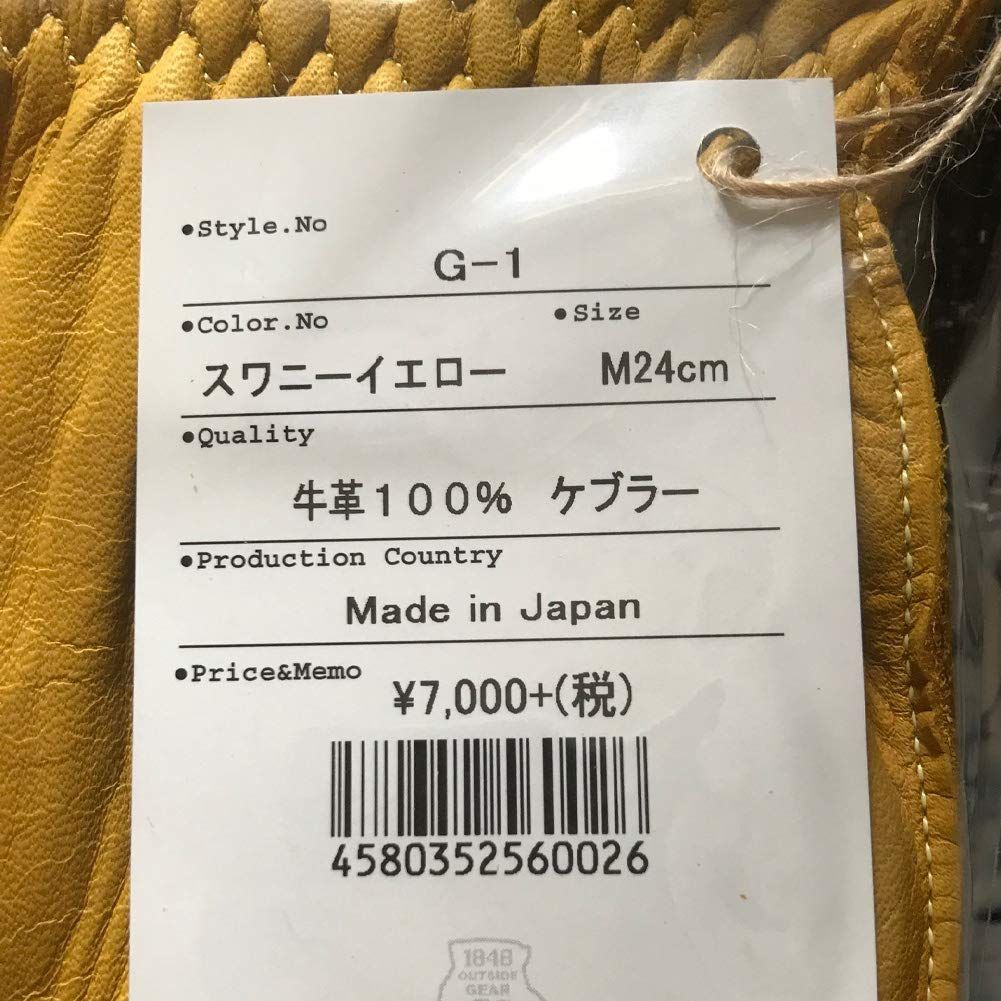 •Style.No
G-1
•Color.No •Size
スワニーイエロー M24cm
•Quality
牛革１００% ケブラー
•Production Country
Made in Japan
•Price&Memo
¥7,000+(税)
4580352560026
1848
OUTSIDE
GEAR